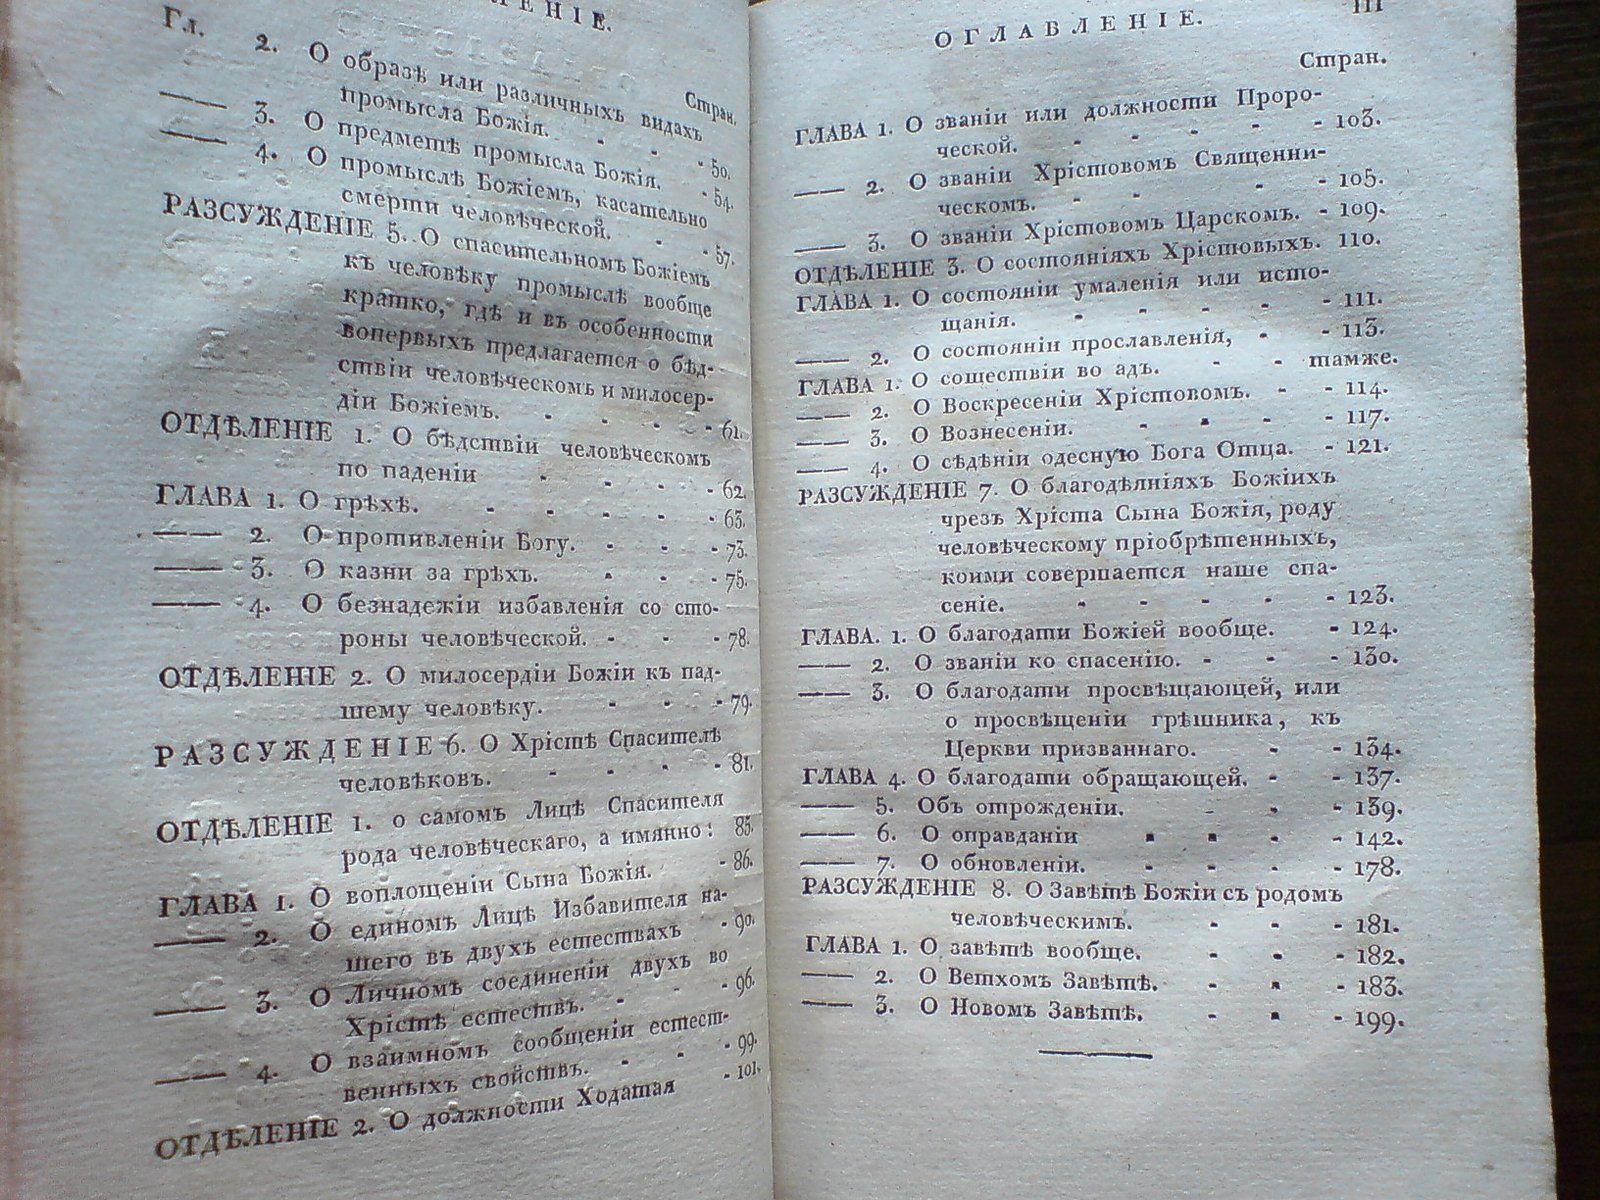 ЛЕНІЕ.
Стран.
Гл. 2. О образѣ или различныхъ видахъ
промысла Божія. - - - 50.
—— 3. О предметѣ промысла Божія. - 54.
—— 4. О промыслѣ Божіемъ, касательно
смерти человѣческой. - - 57.
РАЗСУЖДЕНІЕ 5. О спасительномъ Божіемъ
къ человѣку промыслѣ вообще
кратко, гдѣ и въ особенности
вопервыхъ предлагается о бѣд-
ствіи человѣческомъ и милосер-
діи Божіемъ. - - - - 61.
ОТДѢЛЕНІЕ 1. О бѣдствіи человѣческомъ
по паденіи - - - - 62.
ГЛАВА 1. О грѣхѣ. - - - - - 63.
—— 2. О противленіи Богу. - - - 73.
—— 3. О казни за грѣхъ. - - - 75.
—— 4. О безнадежіи избавленія со сто-
роны человѣческой. - - - 78.
ОТДѢЛЕНІЕ 2. О милосердіи Божіи къ пад-
шему человѣку. - - - 79.
РАЗСУЖДЕНІЕ 6. О Хрістѣ Спасителѣ
человѣковъ. - - - - 81.
ОТДѢЛЕНІЕ 1. о самомъ Лицѣ Спасителя
рода человѣческаго, а имянно: 85.
ГЛАВА 1. О воплощеніи Сына Божія. - 86.
—— 2. О единомъ Лицѣ Избавителя на-
шего въ двухъ естествахъ - 90.
—— 3. О Личномъ соединеніи двухъ во
Хрістѣ естествъ. - - - 96.
—— 4. О взаимномъ сообщеніи естест-
венныхъ свойствъ. - - - 99.
ОТДѢЛЕНІЕ 2. О должности Ходатая - 101.
ОГЛАВЛЕНІЕ. III
Стран.
ГЛАВА 1. О званіи или должности Проро-
ческой. - - - - - 103.
—— 2. О званіи Хрістовомъ Священни-
ческомъ. - - - - 105.
—— 3. О званіи Хрістовомъ Царскомъ. - 109.
ОТДѢЛЕНІЕ 3. О состояніяхъ Хрістовыхъ. 110.
ГЛАВА 1. О состояніи умаленія или исто-
щанія. - - - - - 111.
—— 2. О состояніи прославленія, - - 113.
ГЛАВА 1. О сошествіи во адъ. - - тамже.
—— 2. О Воскресеніи Хрістовомъ. - - 114.
—— 3. О Вознесеніи. - - - - 117.
—— 4. О сѣдѣніи одесную Бога Отца. - 121.
РАЗСУЖДЕНІЕ 7. О благодѣяніяхъ Божіихъ
чрезъ Хріста Сына Божія, роду
человѣческому пріобрѣтенныхъ,
коими совершается наше спа-
сеніе. - - - - - 123.
ГЛАВА. 1. О благодати Божіей вообще. - 124.
—— 2. О званіи ко спасенію. - - - 130.
—— 3. О благодати просвѣщающей, или
о просвѣщеніи грѣшника, къ
Церкви призваннаго. - - 134.
ГЛАВА 4. О благодати обращающей. - - 137.
—— 5. Объ отрожденіи. - - - 139.
—— 6. О оправданіи - - - - 142.
—— 7. О обновленіи. - - - - 178.
РАЗСУЖДЕНІЕ 8. О Завѣтѣ Божіи съ родомъ
человѣческимъ. - - - 181.
ГЛАВА 1. О завѣтѣ вообще. - - - 182.
—— 2. О Ветхомъ Завѣтѣ. - - - 183.
—— 3. О Новомъ Завѣтѣ. - - - 199.